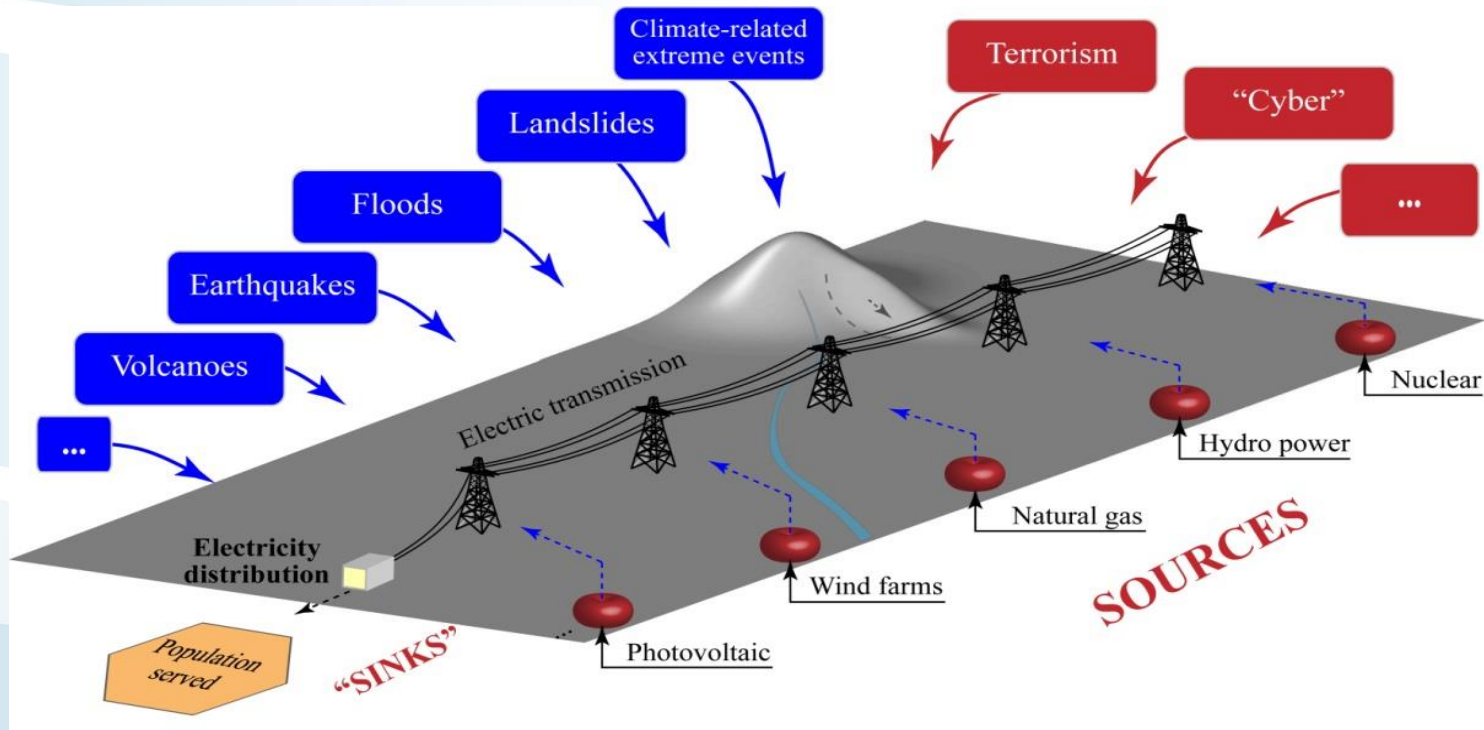 Climate-related
extreme events
Terrorism
“Cyber”
...
Landslides
Floods
Earthquakes
Volcanoes
...
Electric transmission
Nuclear
Hydro power
Natural gas
Wind farms
Photovoltaic
...
SOURCES
Electricity
distribution
“SINKS”
Population
served